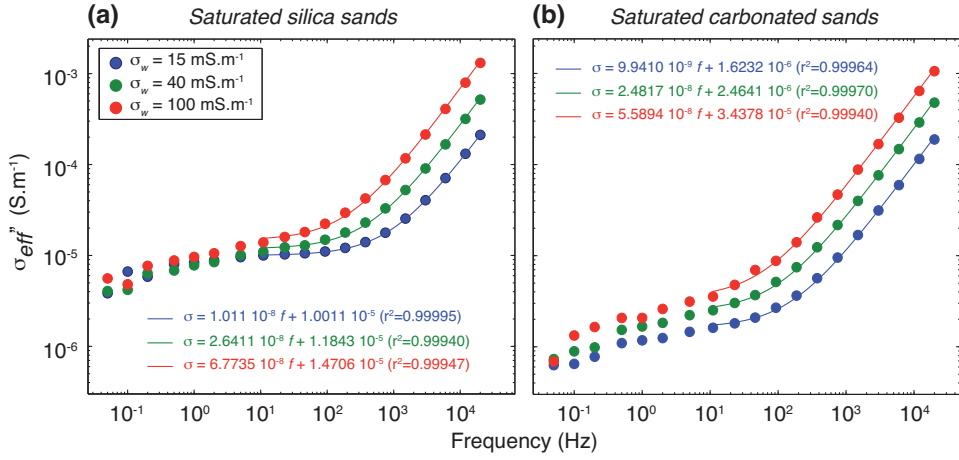 (a) Saturated silica sands
(b) Saturated carbonated sands
σw = 15 mS.m-1
σw = 40 mS.m-1
σw = 100 mS.m-1
σ = 9.9410 10-9 f + 1.6232 10-6 (r2=0.99964)
σ = 2.4817 10-8 f + 2.4641 10-6 (r2=0.99970)
σ = 5.5894 10-8 f + 3.4378 10-5 (r2=0.99940)
σ = 1.011 10-8 f + 1.0011 10-5 (r2=0.99995)
σ = 2.6411 10-8 f + 1.1843 10-5 (r2=0.99940)
σ = 6.7735 10-8 f + 1.4706 10-5 (r2=0.99947)
σeff" (S.m-1)
10-3
10-4
10-5
10-6
10-1 100 101 102 103 104
10-1 100 101 102 103 104
Frequency (Hz)